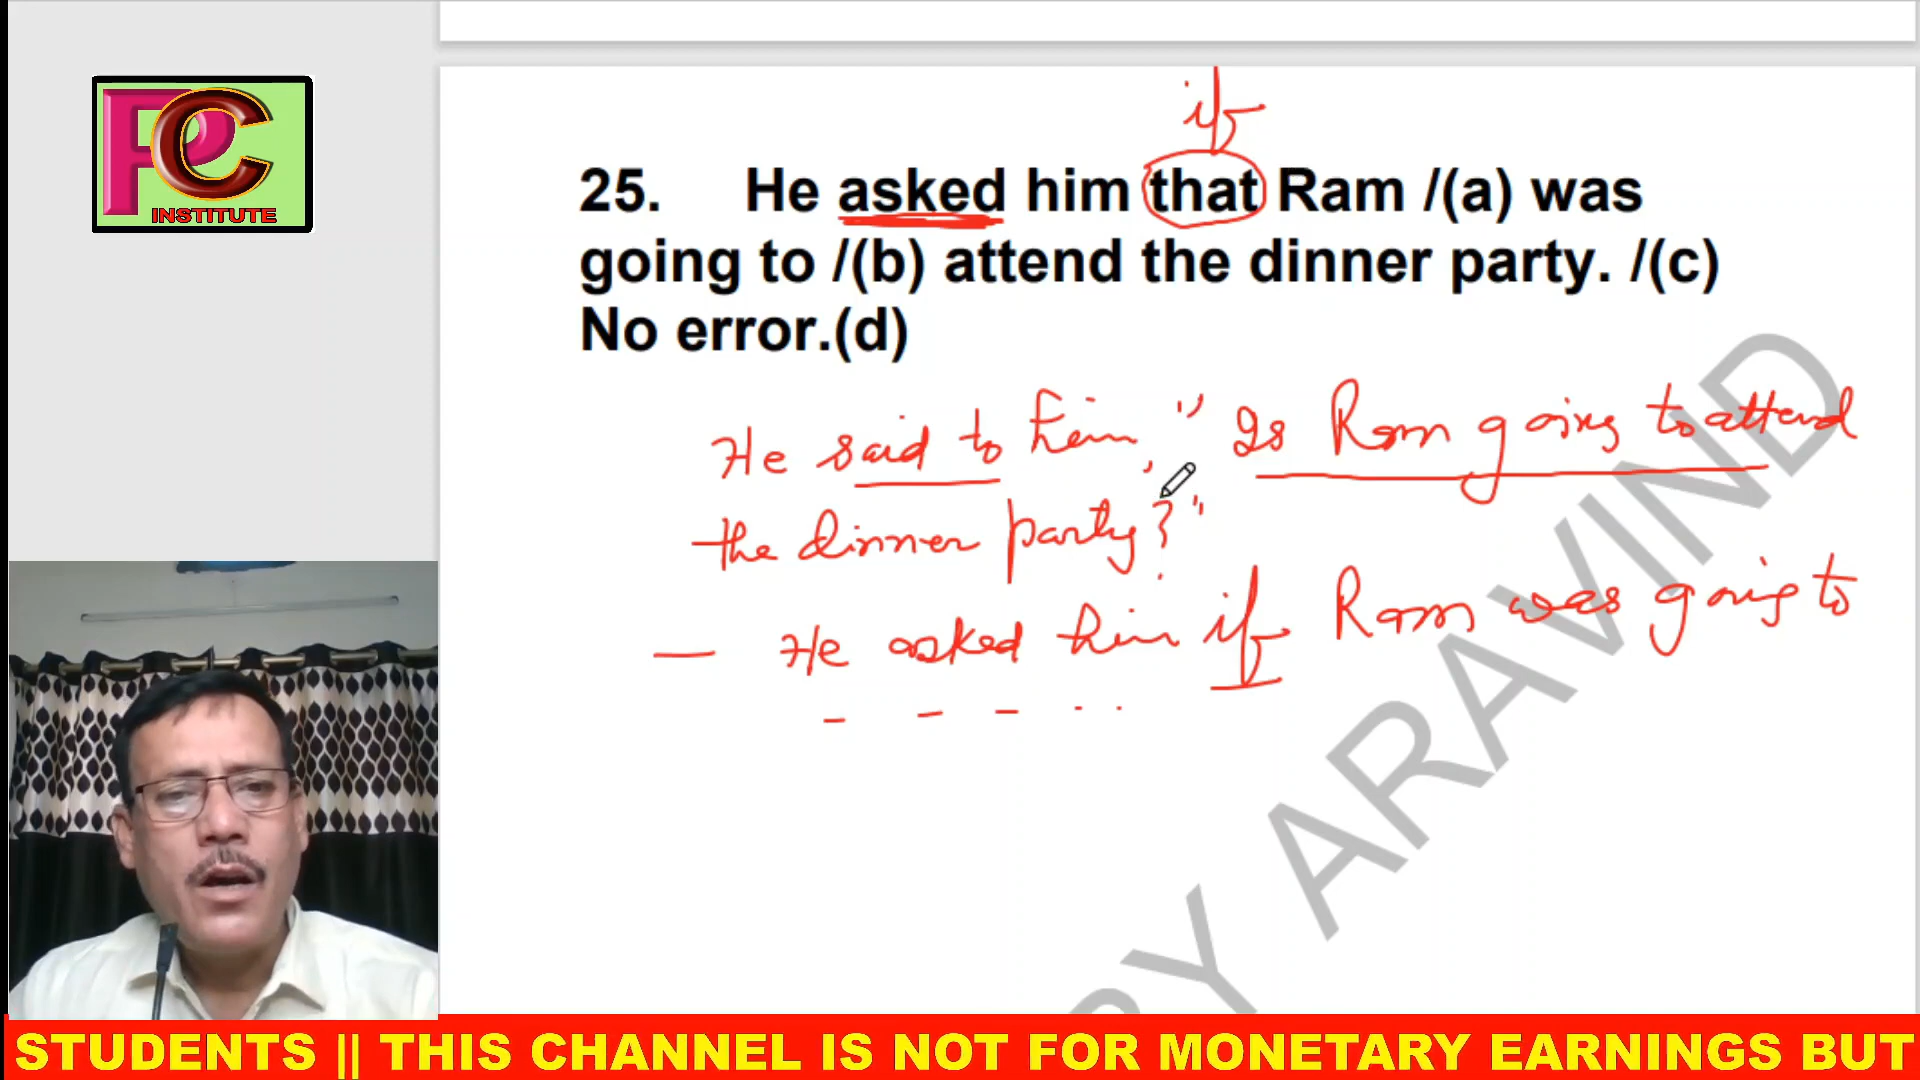 PC
INSTITUTE
if
25. He asked him that Ram /(a) was
going to /(b) attend the dinner party. /(c)
No error.(d)
He said to him, " Is Ram going to attend
the dinner party?"
— He asked him if Ram was going to
- - - . .
BY ARAVIND
STUDENTS || THIS CHANNEL IS NOT FOR MONETARY EARNINGS BUT